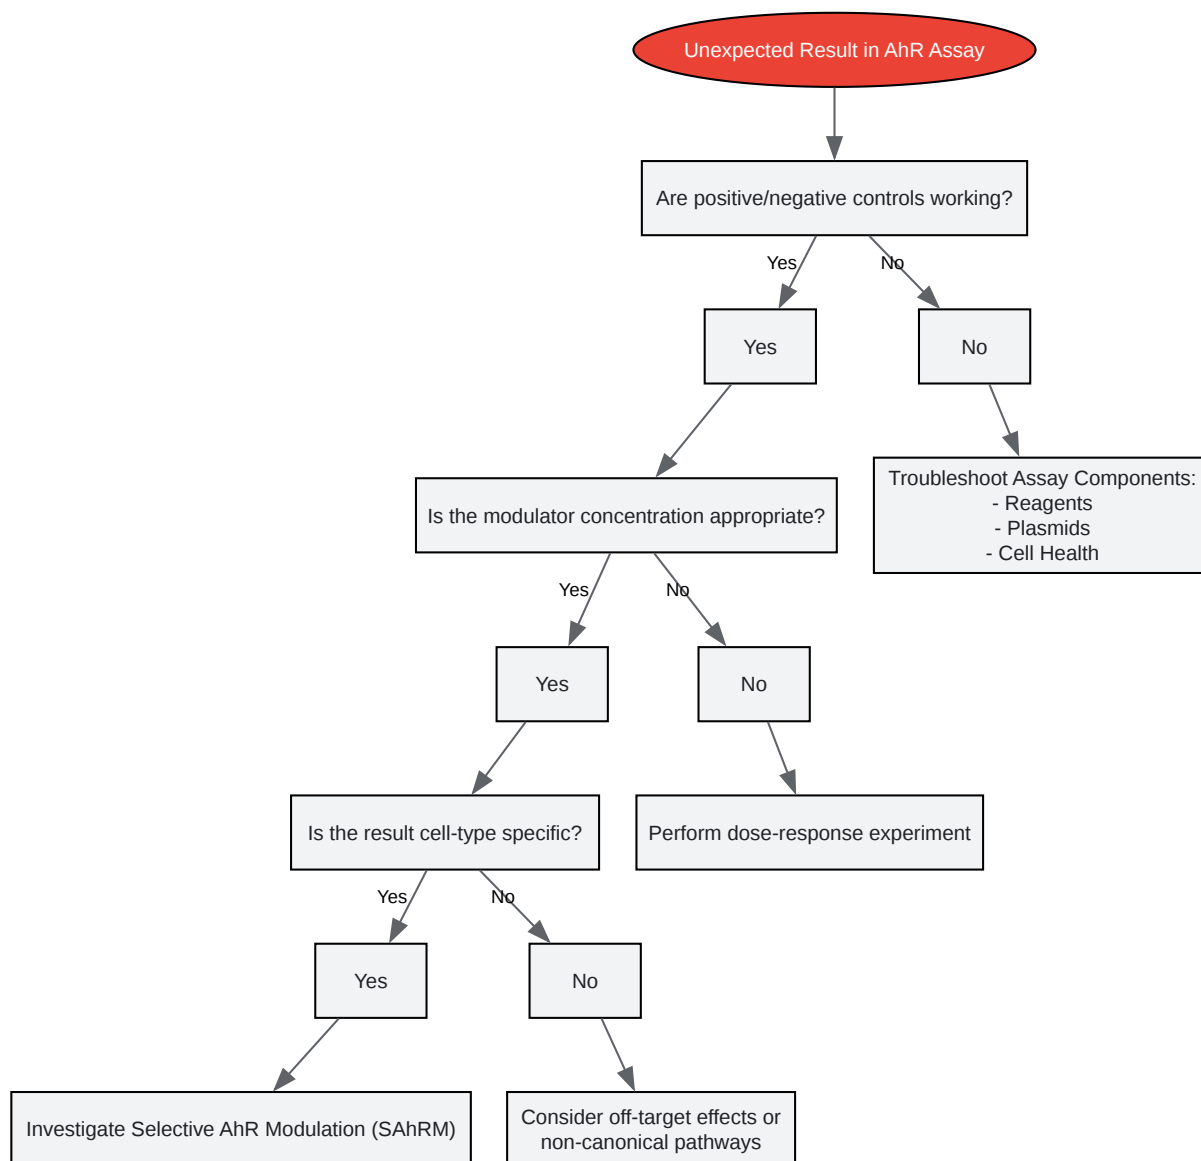 Unexpected Result in AhR Assay
Are positive/negative controls working?
Yes
No
Yes
No
Troubleshoot Assay Components:
- Reagents
- Plasmids
- Cell Health
Is the modulator concentration appropriate?
Yes
No
Yes
No
Is the result cell-type specific?
Perform dose-response experiment
Yes
No
Yes
No
Investigate Selective AhR Modulation (SAhRM)
Consider off-target effects or
non-canonical pathways